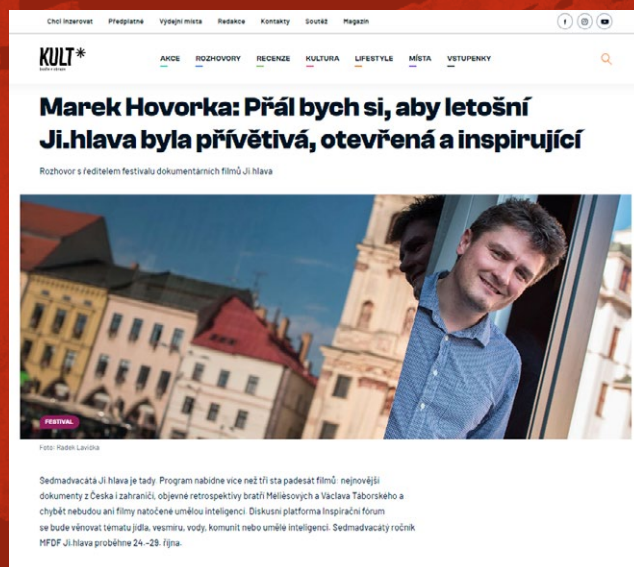 Chci inzerovat Předplatné Výdejní místa Redakce Kontakty Soutěž Magazín
KULT*
AKCE ROZHOVORY RECENZE KULTURA LIFESTYLE MÍSTA VSTUPENKY
Marek Hovorka: Přál bych si, aby letošní
Ji.hlava byla přívětivá, otevřená a inspirující
Rozhovor s ředitelem festivalu dokumentárních filmů Ji.hlava
FESTIVAL
Foto: Radek Lavička
Sedmadvacátá Ji.hlava je tady. Program nabídne více než tři sta padesát filmů: nejnovější
dokumenty z Česka i zahraničí, objevné retrospektivy bratří Mélièsových a Václava Táborského a
chybět nebudou ani filmy natočené umělou inteligencí. Diskusní platforma Inspirační fórum
se bude věnovat tématu jídla, vesmíru, vody, komunit nebo umělé inteligenci. Sedmadvacátý ročník
MFDF Ji.hlava proběhne 24.–29. října.